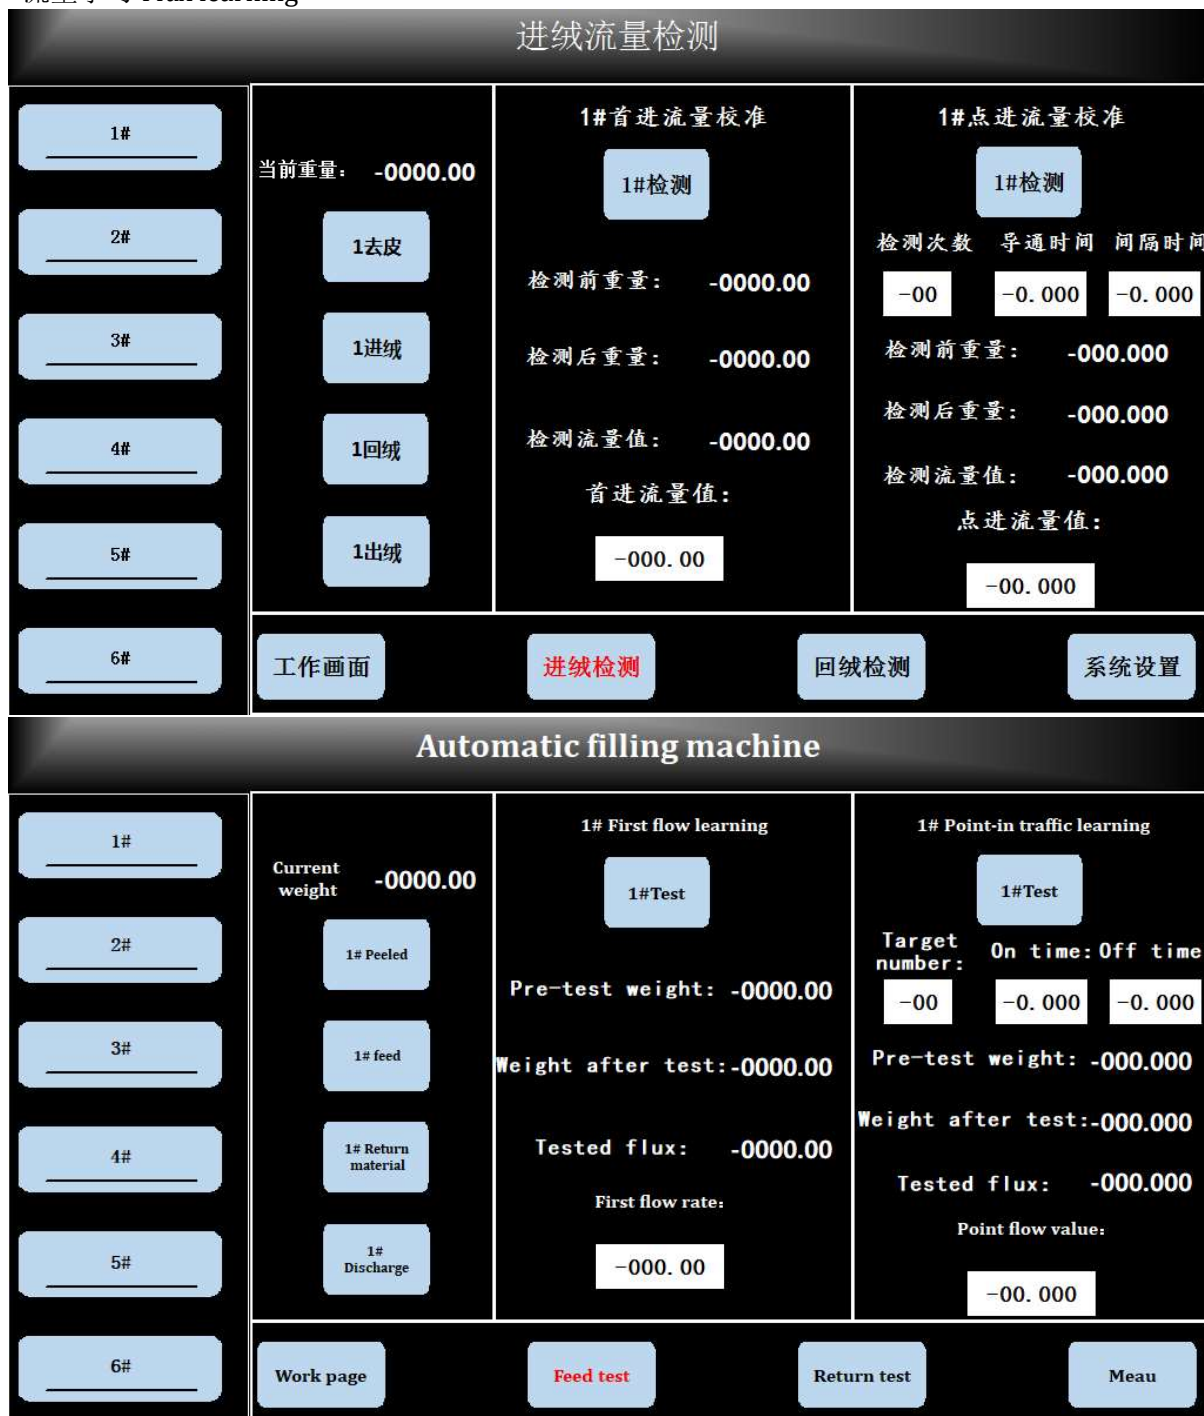 进绒流量检测
1#
2#
3#
4#
5#
6#
当前重量： -0000.00
1去皮
1进绒
1回绒
1出绒
1#首进流量校准
1#检测
检测前重量： -0000.00
检测后重量： -0000.00
检测流量值： -0000.00
首进流量值：
-000.00
1#点进流量校准
1#检测
检测次数 导通时间 间隔时间
-00 -0.000 -0.000
检测前重量： -000.000
检测后重量： -000.000
检测流量值： -000.000
点进流量值：
-00.000
工作画面 进绒检测 回绒检测 系统设置
Automatic filling machine
1#
2#
3#
4#
5#
6#
Current
weight -0000.00
1# Peeled
1# feed
1# Return
material
1#
Discharge
1# First flow learning
1#Test
Pre-test weight: -0000.00
Weight after test:-0000.00
Tested flux: -0000.00
First flow rate:
-000.00
1# Point-in traffic learning
1#Test
Target
number: On time: Off time
-00 -0.000 -0.000
Pre-test weight: -000.000
Weight after test:-000.000
Tested flux: -000.000
Point flow value:
-00.000
Work page Feed test Return test Meau